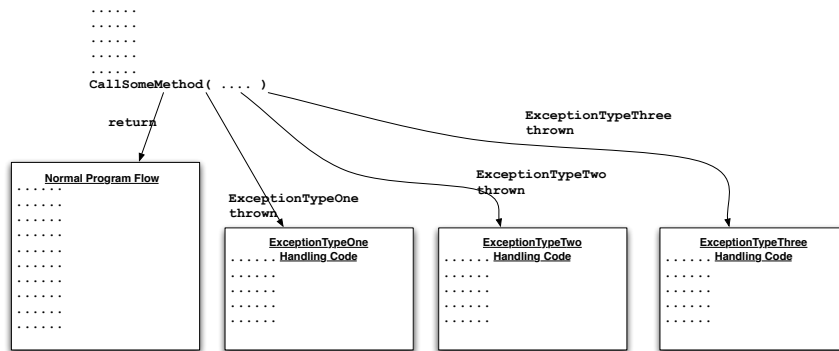 . . . . . .
. . . . . .
. . . . . .
. . . . . .
. . . . . .
CallSomeMethod( .... )
return
ExceptionTypeThree
thrown
ExceptionTypeTwo
thrown
ExceptionTypeOne
thrown
Normal Program Flow
. . . . . .
. . . . . .
. . . . . .
. . . . . .
. . . . . .
. . . . . .
. . . . . .
. . . . . .
. . . . . .
. . . . . .
ExceptionTypeOne
Handling Code
. . . . . .
. . . . . .
. . . . . .
. . . . . .
. . . . . .
ExceptionTypeTwo
Handling Code
. . . . . .
. . . . . .
. . . . . .
. . . . . .
. . . . . .
ExceptionTypeThree
Handling Code
. . . . . .
. . . . . .
. . . . . .
. . . . . .
. . . . . .